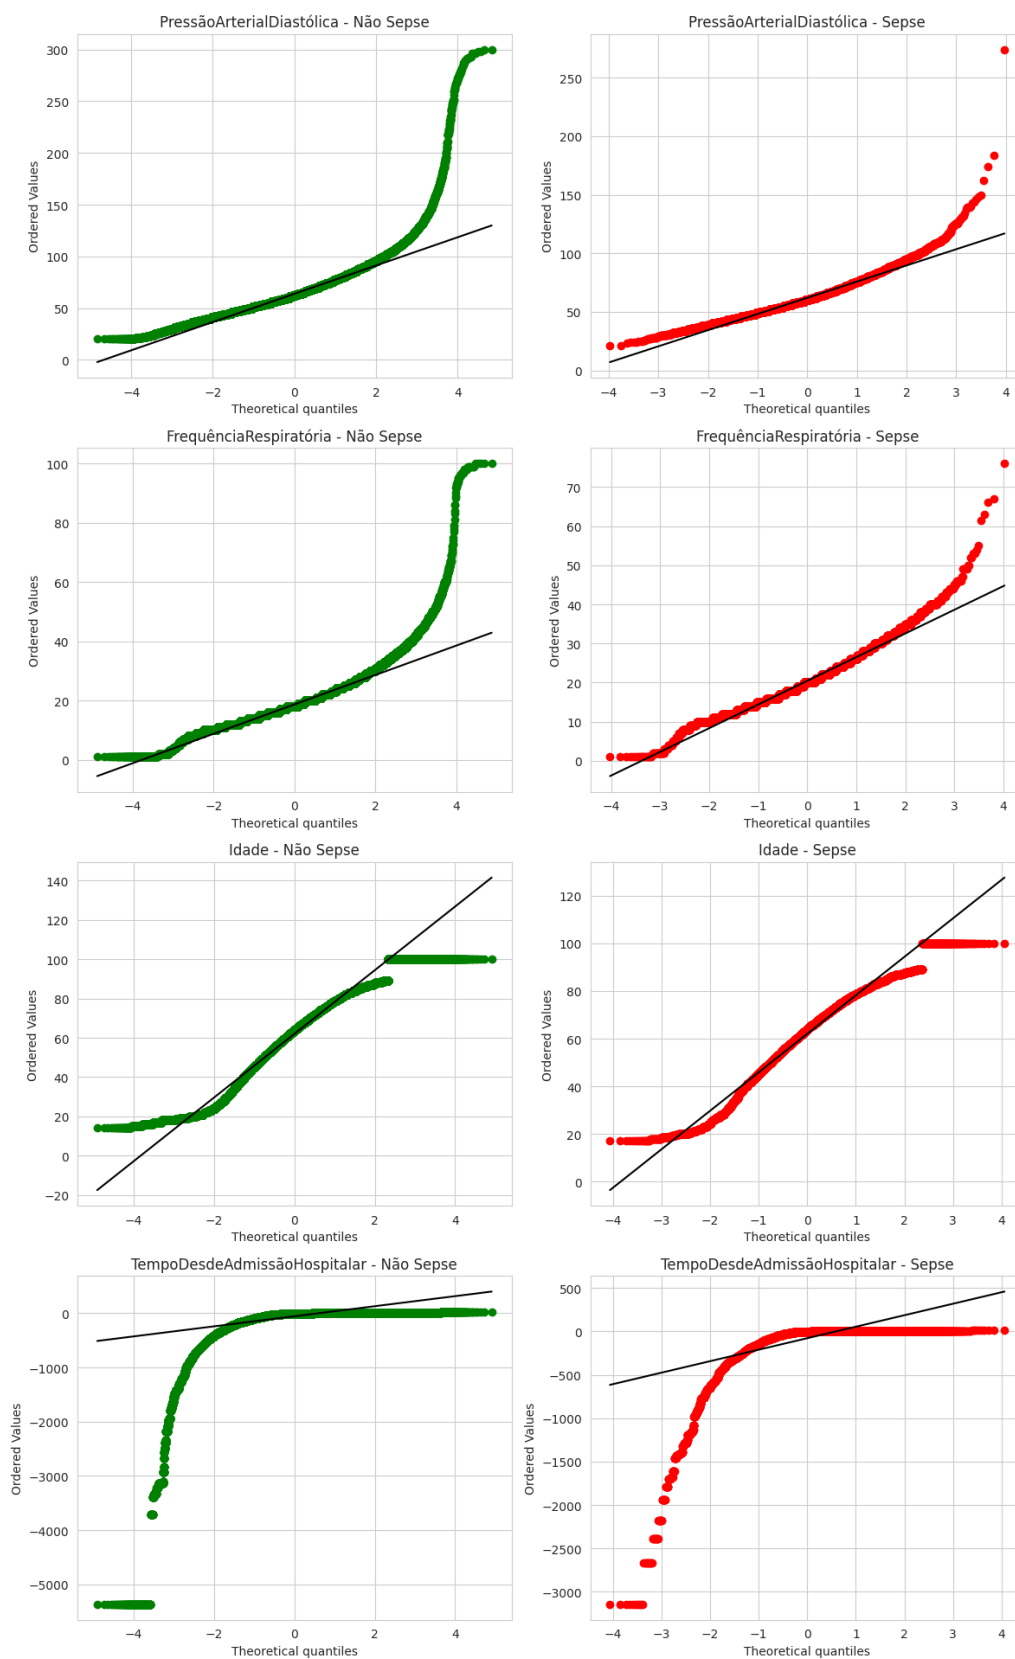 PressãoArterialDiastólica - Não Sepse
300
250
200
150
100
50
0
Ordered Values
−4 −2 0 2 4
Theoretical quantiles
PressãoArterialDiastólica - Sepse
250
200
150
100
50
0
Ordered Values
−4 −3 −2 −1 0 1 2 3 4
Theoretical quantiles
FrequênciaRespiratória - Não Sepse
100
80
60
40
20
0
Ordered Values
−4 −2 0 2 4
Theoretical quantiles
FrequênciaRespiratória - Sepse
70
60
50
40
30
20
10
0
Ordered Values
−4 −3 −2 −1 0 1 2 3 4
Theoretical quantiles
Idade - Não Sepse
140
120
100
80
60
40
20
0
−20
Ordered Values
−4 −2 0 2 4
Theoretical quantiles
Idade - Sepse
120
100
80
60
40
20
0
Ordered Values
−4 −3 −2 −1 0 1 2 3 4
Theoretical quantiles
TempoDesdeAdmissãoHospitalar - Não Sepse
0
−1000
−2000
−3000
−4000
−5000
Ordered Values
−4 −2 0 2 4
Theoretical quantiles
TempoDesdeAdmissãoHospitalar - Sepse
500
0
−500
−1000
−1500
−2000
−2500
−3000
Ordered Values
−4 −3 −2 −1 0 1 2 3 4
Theoretical quantiles